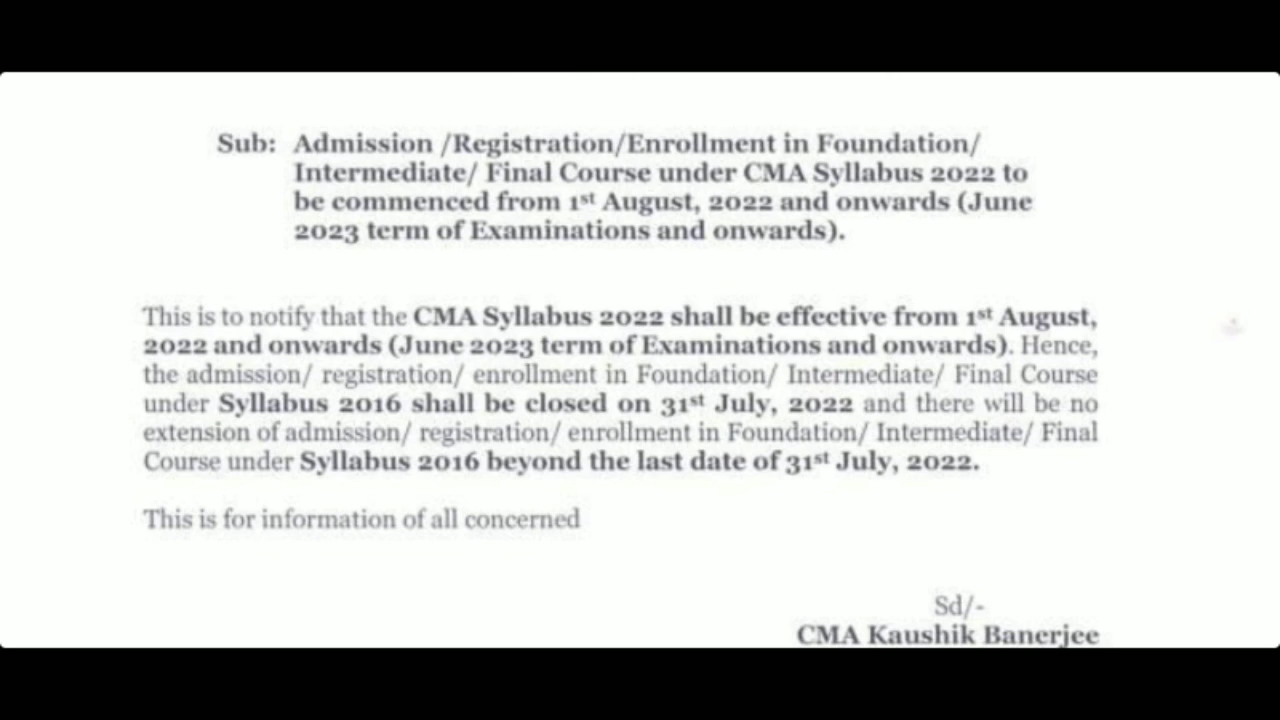 Sub: Admission /Registration/Enrollment in Foundation/
Intermediate/ Final Course under CMA Syllabus 2022 to
be commenced from 1st August, 2022 and onwards (June
2023 term of Examinations and onwards).
This is to notify that the CMA Syllabus 2022 shall be effective from 1st August,
2022 and onwards (June 2023 term of Examinations and onwards). Hence,
the admission/ registration/ enrollment in Foundation/ Intermediate/ Final Course
under Syllabus 2016 shall be closed on 31st July, 2022 and there will be no
extension of admission/ registration/ enrollment in Foundation/ Intermediate/ Final
Course under Syllabus 2016 beyond the last date of 31st July, 2022.
This is for information of all concerned
Sd/-
CMA Kaushik Banerjee